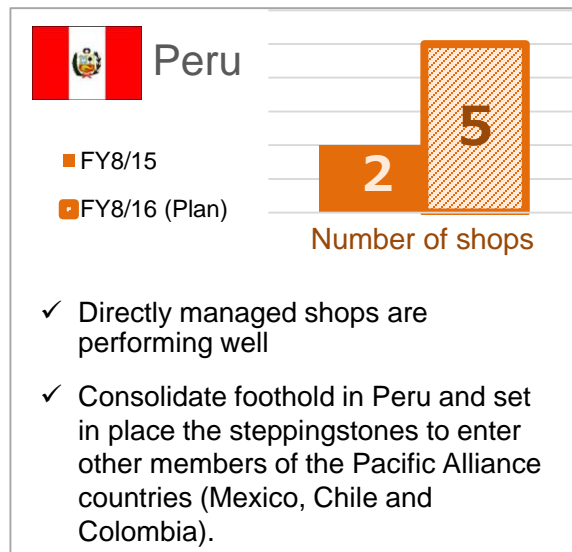 Peru
FY8/15
FY8/16 (Plan)
2
5
Number of shops
✓ Directly managed shops are
performing well
✓ Consolidate foothold in Peru and set
in place the steppingstones to enter
other members of the Pacific Alliance
countries (Mexico, Chile and
Colombia).